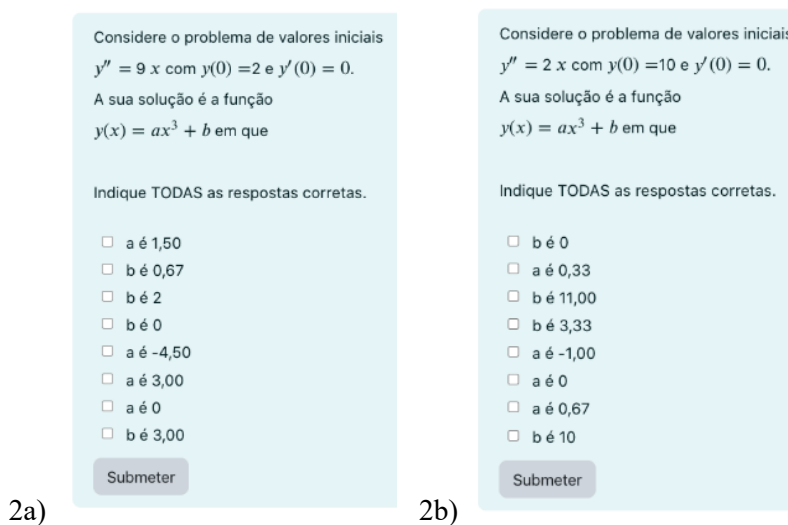 Considere o problema de valores iniciais
y″ = 9 x com y(0) =2 e y′(0) = 0.
A sua solução é a função
y(x) = ax³ + b em que
Indique TODAS as respostas corretas.
a é 1,50
b é 0,67
b é 2
b é 0
a é -4,50
a é 3,00
a é 0
b é 3,00
Submeter
2a)
Considere o problema de valores iniciais
y″ = 2 x com y(0) =10 e y′(0) = 0.
A sua solução é a função
y(x) = ax³ + b em que
Indique TODAS as respostas corretas.
b é 0
a é 0,33
b é 11,00
b é 3,33
a é -1,00
a é 0
a é 0,67
b é 10
Submeter
2b)